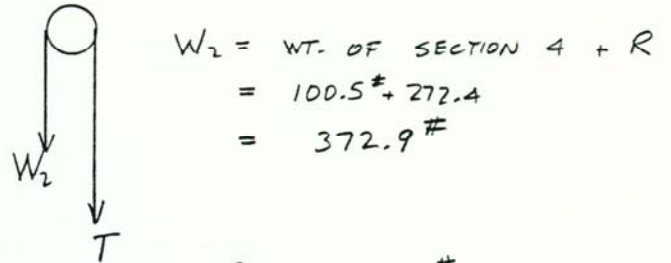 W₂ = WT. OF SECTION 4 + R
= 100.5# + 272.4
= 372.9#
W₂
T
#